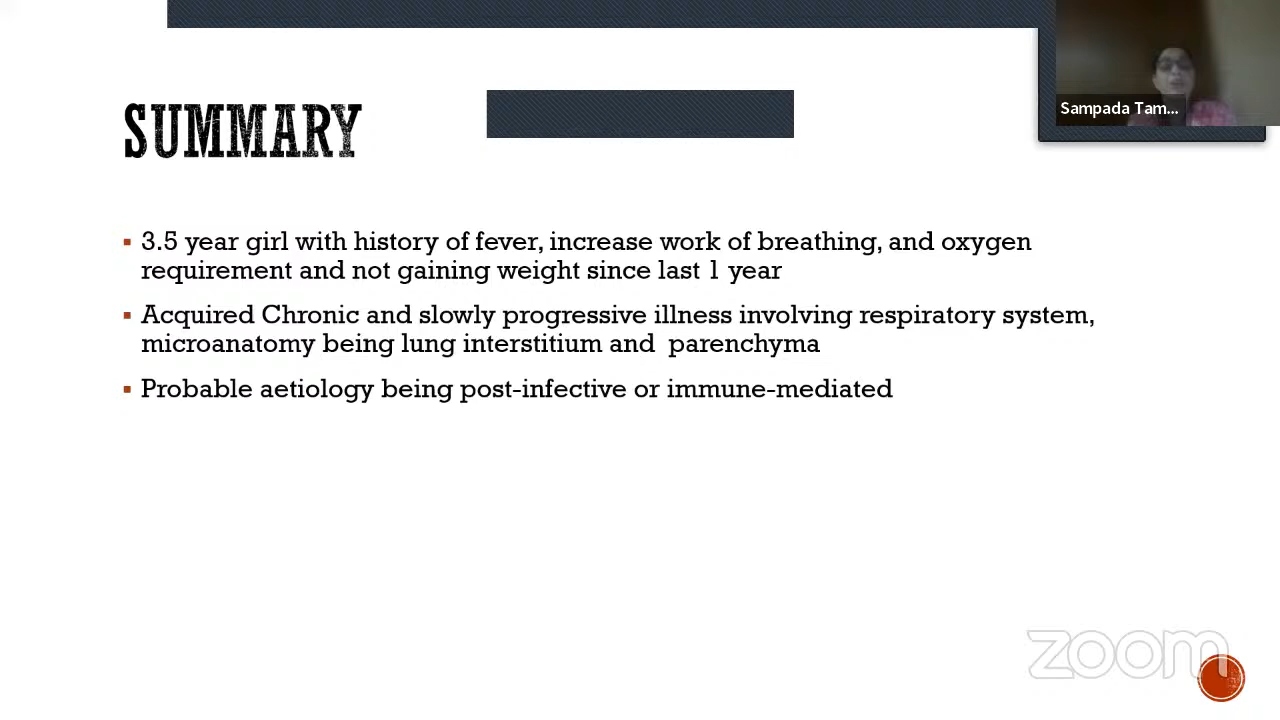 Sampada Tam...
SUMMARY
3.5 year girl with history of fever, increase work of breathing, and oxygen
requirement and not gaining weight since last 1 year
Acquired Chronic and slowly progressive illness involving respiratory system,
microanatomy being lung interstitium and parenchyma
Probable aetiology being post-infective or immune-mediated
zoom